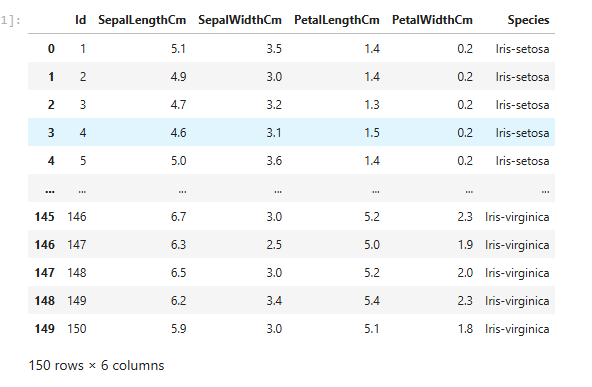 1]:
Id SepalLengthCm SepalWidthCm PetalLengthCm PetalWidthCm Species
0 1 5.1 3.5 1.4 0.2 Iris-setosa
1 2 4.9 3.0 1.4 0.2 Iris-setosa
2 3 4.7 3.2 1.3 0.2 Iris-setosa
3 4 4.6 3.1 1.5 0.2 Iris-setosa
4 5 5.0 3.6 1.4 0.2 Iris-setosa
... ... ... ... ... ... ...
145 146 6.7 3.0 5.2 2.3 Iris-virginica
146 147 6.3 2.5 5.0 1.9 Iris-virginica
147 148 6.5 3.0 5.2 2.0 Iris-virginica
148 149 6.2 3.4 5.4 2.3 Iris-virginica
149 150 5.9 3.0 5.1 1.8 Iris-virginica
150 rows × 6 columns